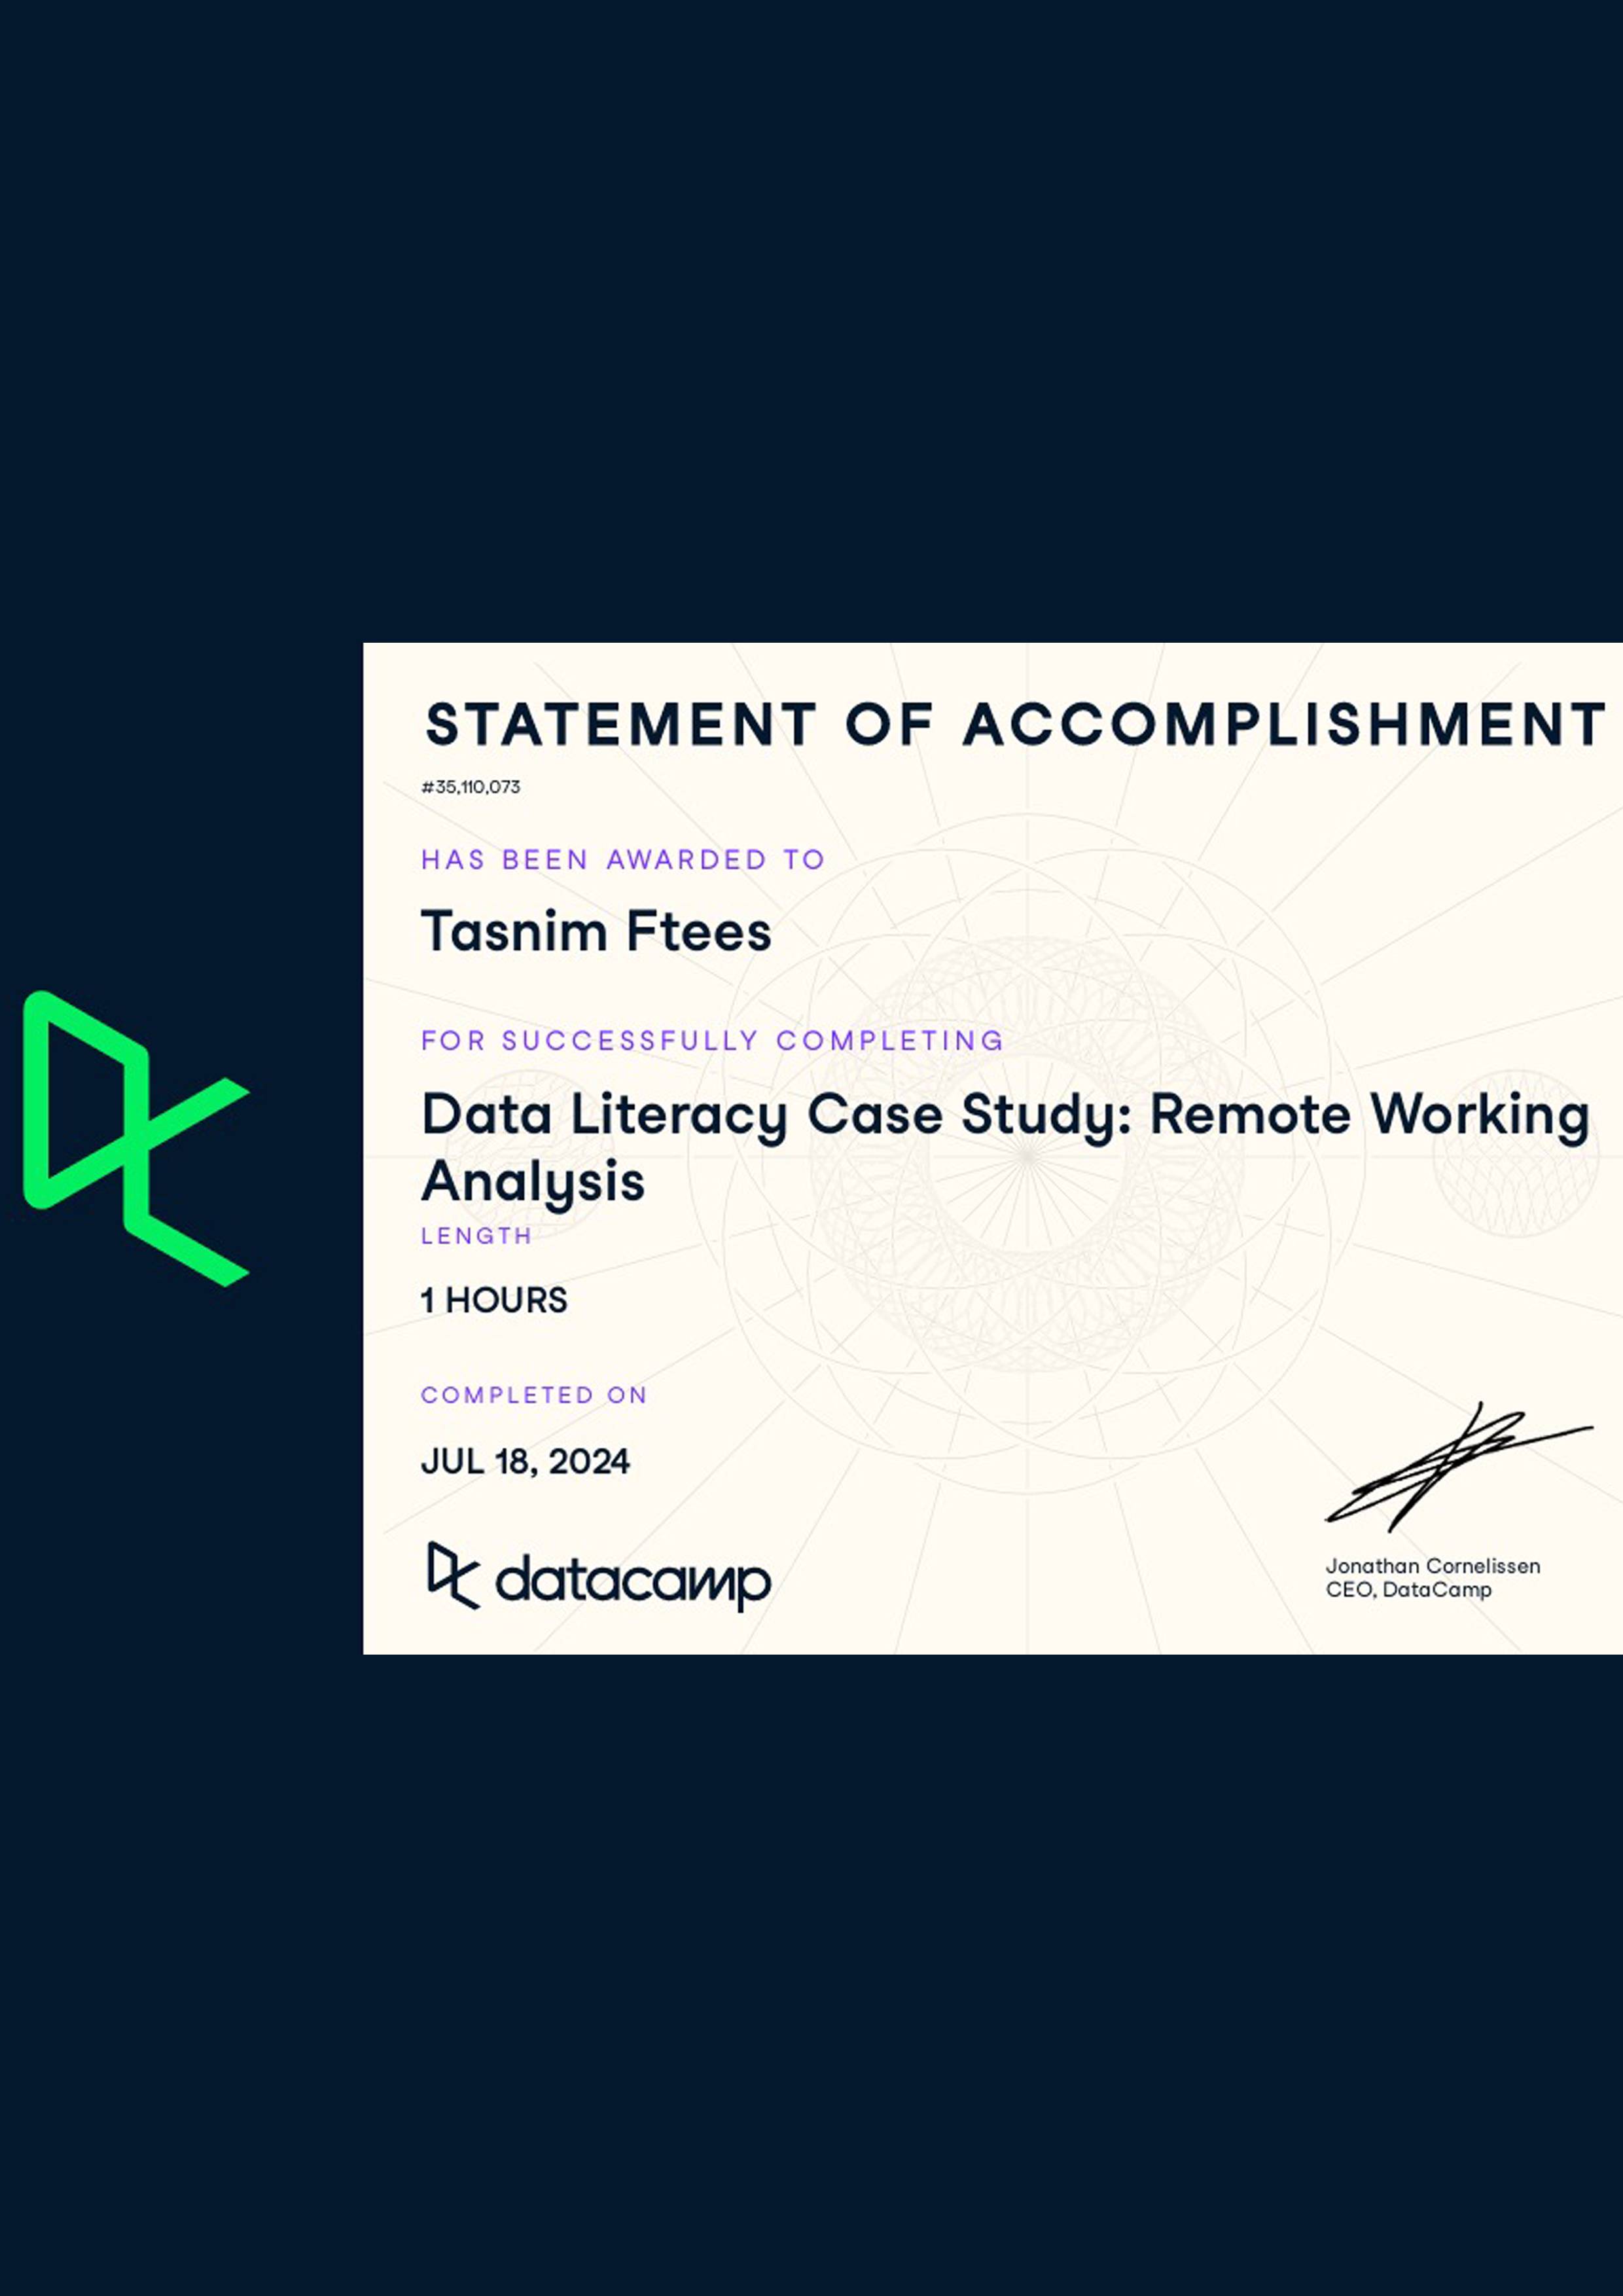 STATEMENT OF ACCOMPLISHMENT
#35,110,073
HAS BEEN AWARDED TO
Tasnim Ftees
FOR SUCCESSFULLY COMPLETING
Data Literacy Case Study: Remote Working
Analysis
LENGTH
1 HOURS
COMPLETED ON
JUL 18, 2024
datacamp
Jonathan Cornelissen
CEO, DataCamp